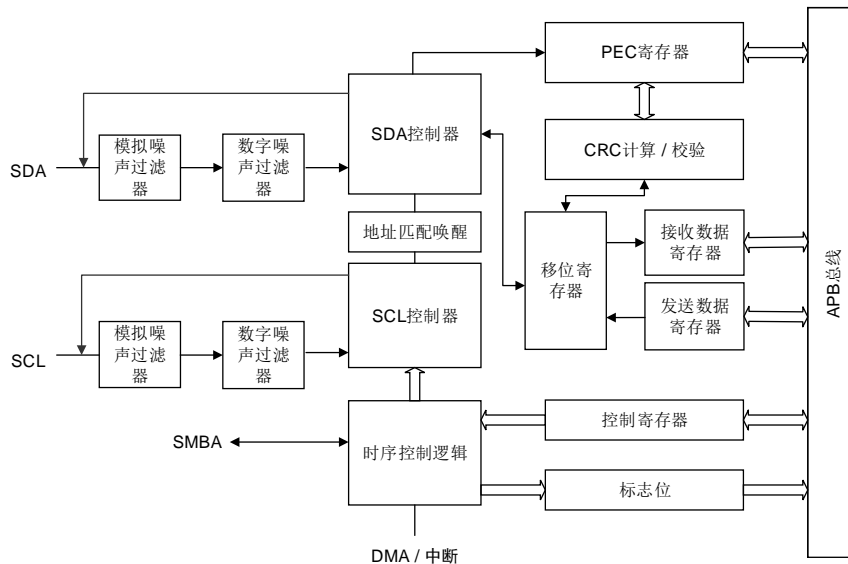 PEC寄存器
SDA控制器
CRC计算 / 校验
SDA
模拟噪
声过滤
器
数字噪
声过滤
器
地址匹配唤醒
移位寄
存器
接收数据
寄存器
发送数据
寄存器
APB总线
SCL
模拟噪
声过滤
器
数字噪
声过滤
器
SCL控制器
SMBA
时序控制逻辑
控制寄存器
标志位
DMA / 中断